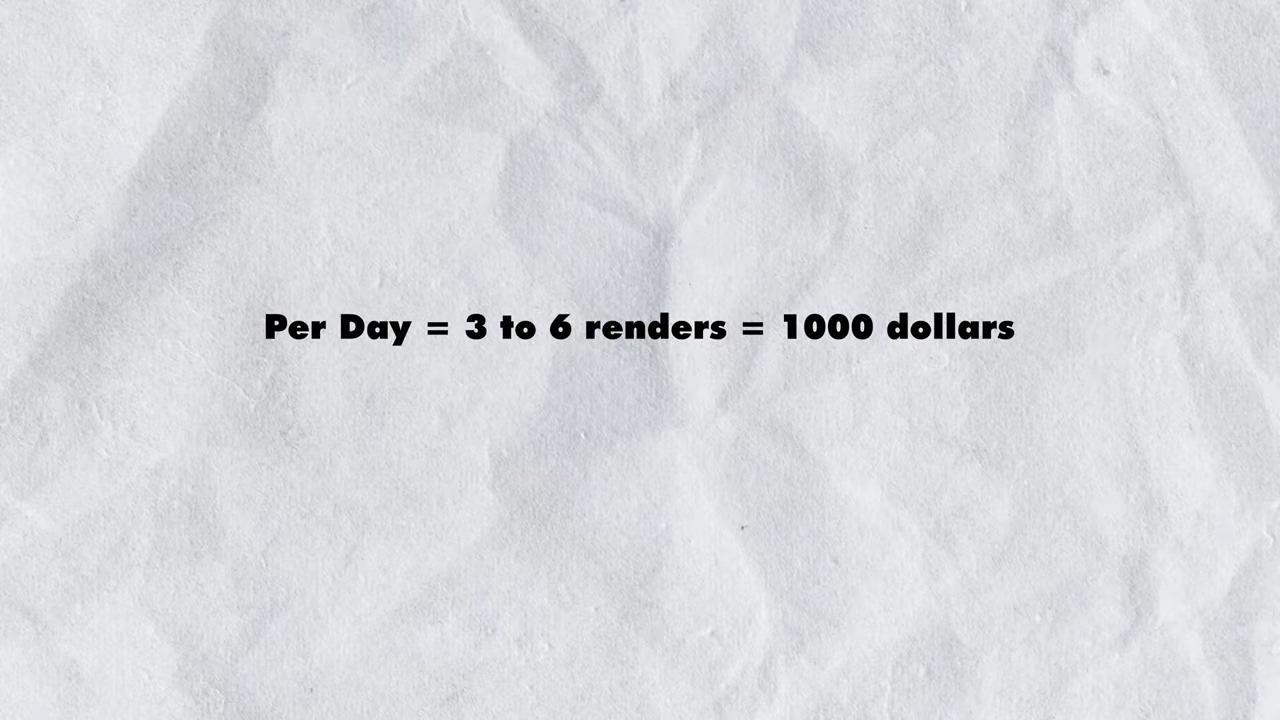 Per Day = 3 to 6 renders = 1000 dollars